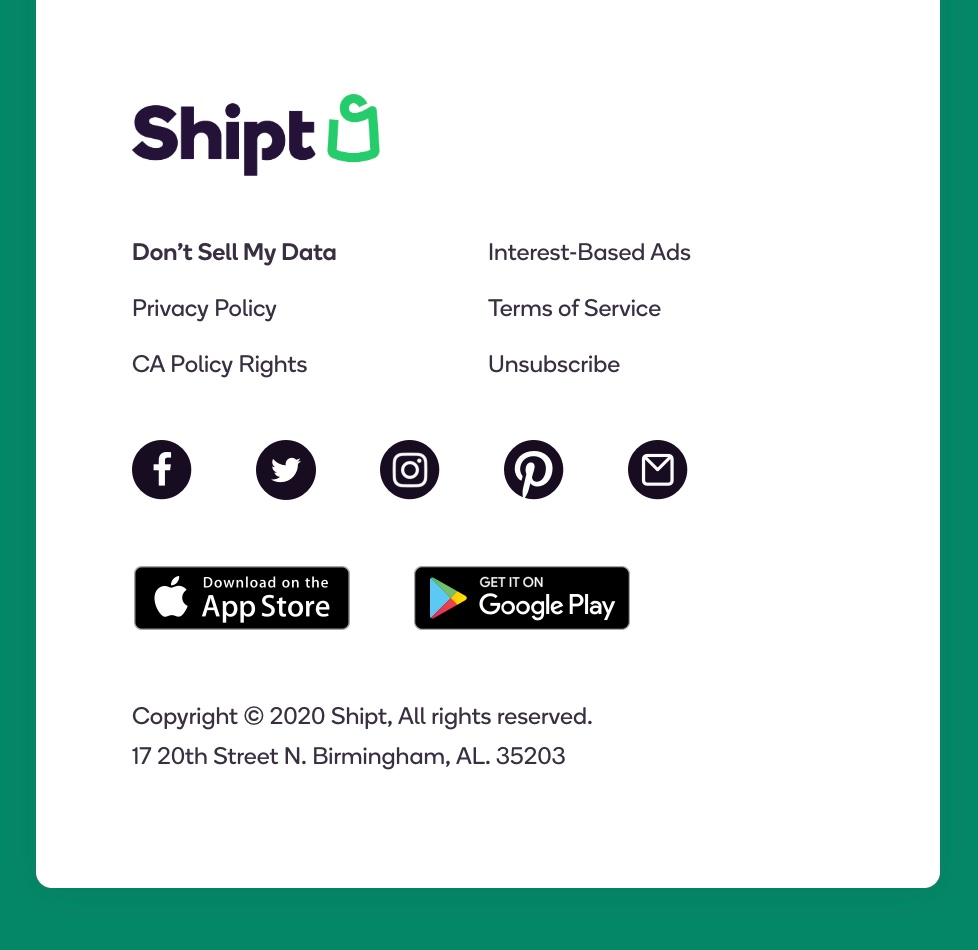 Shipt
Don’t Sell My Data
Interest-Based Ads
Privacy Policy
Terms of Service
CA Policy Rights
Unsubscribe
Download on the
App Store
GET IT ON
Google Play
Copyright © 2020 Shipt, All rights reserved.
17 20th Street N. Birmingham, AL. 35203